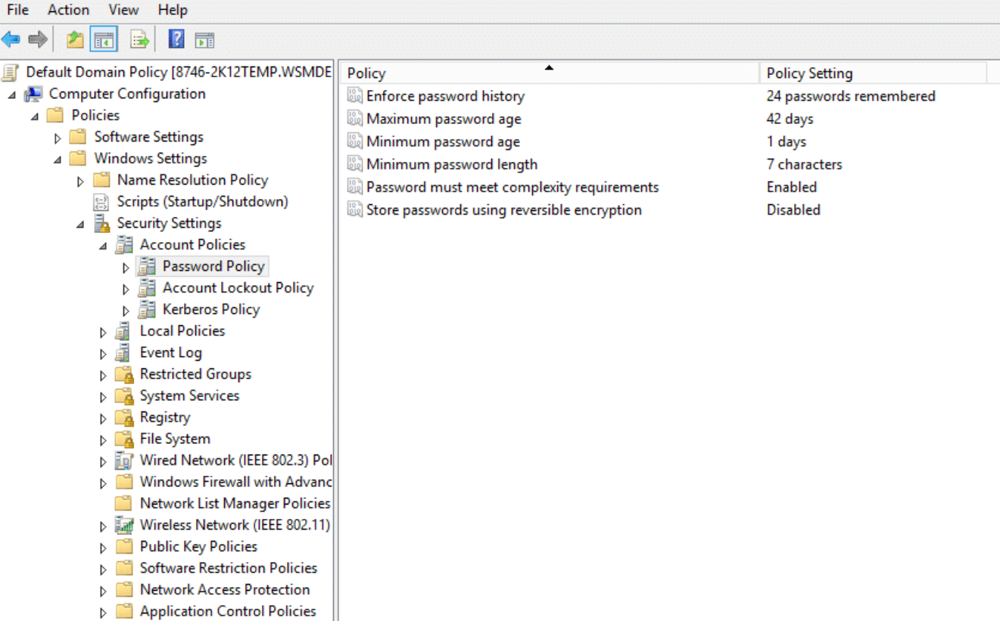 File Action View Help
Default Domain Policy [8746-2K12TEMP.WSMDE
Computer Configuration
Policies
Software Settings
Windows Settings
Name Resolution Policy
Scripts (Startup/Shutdown)
Security Settings
Account Policies
Password Policy
Account Lockout Policy
Kerberos Policy
Local Policies
Event Log
Restricted Groups
System Services
Registry
File System
Wired Network (IEEE 802.3) Pol
Windows Firewall with Advanc
Network List Manager Policies
Wireless Network (IEEE 802.11)
Public Key Policies
Software Restriction Policies
Network Access Protection
Application Control Policies
Policy Policy Setting
Enforce password history 24 passwords remembered
Maximum password age 42 days
Minimum password age 1 days
Minimum password length 7 characters
Password must meet complexity requirements Enabled
Store passwords using reversible encryption Disabled